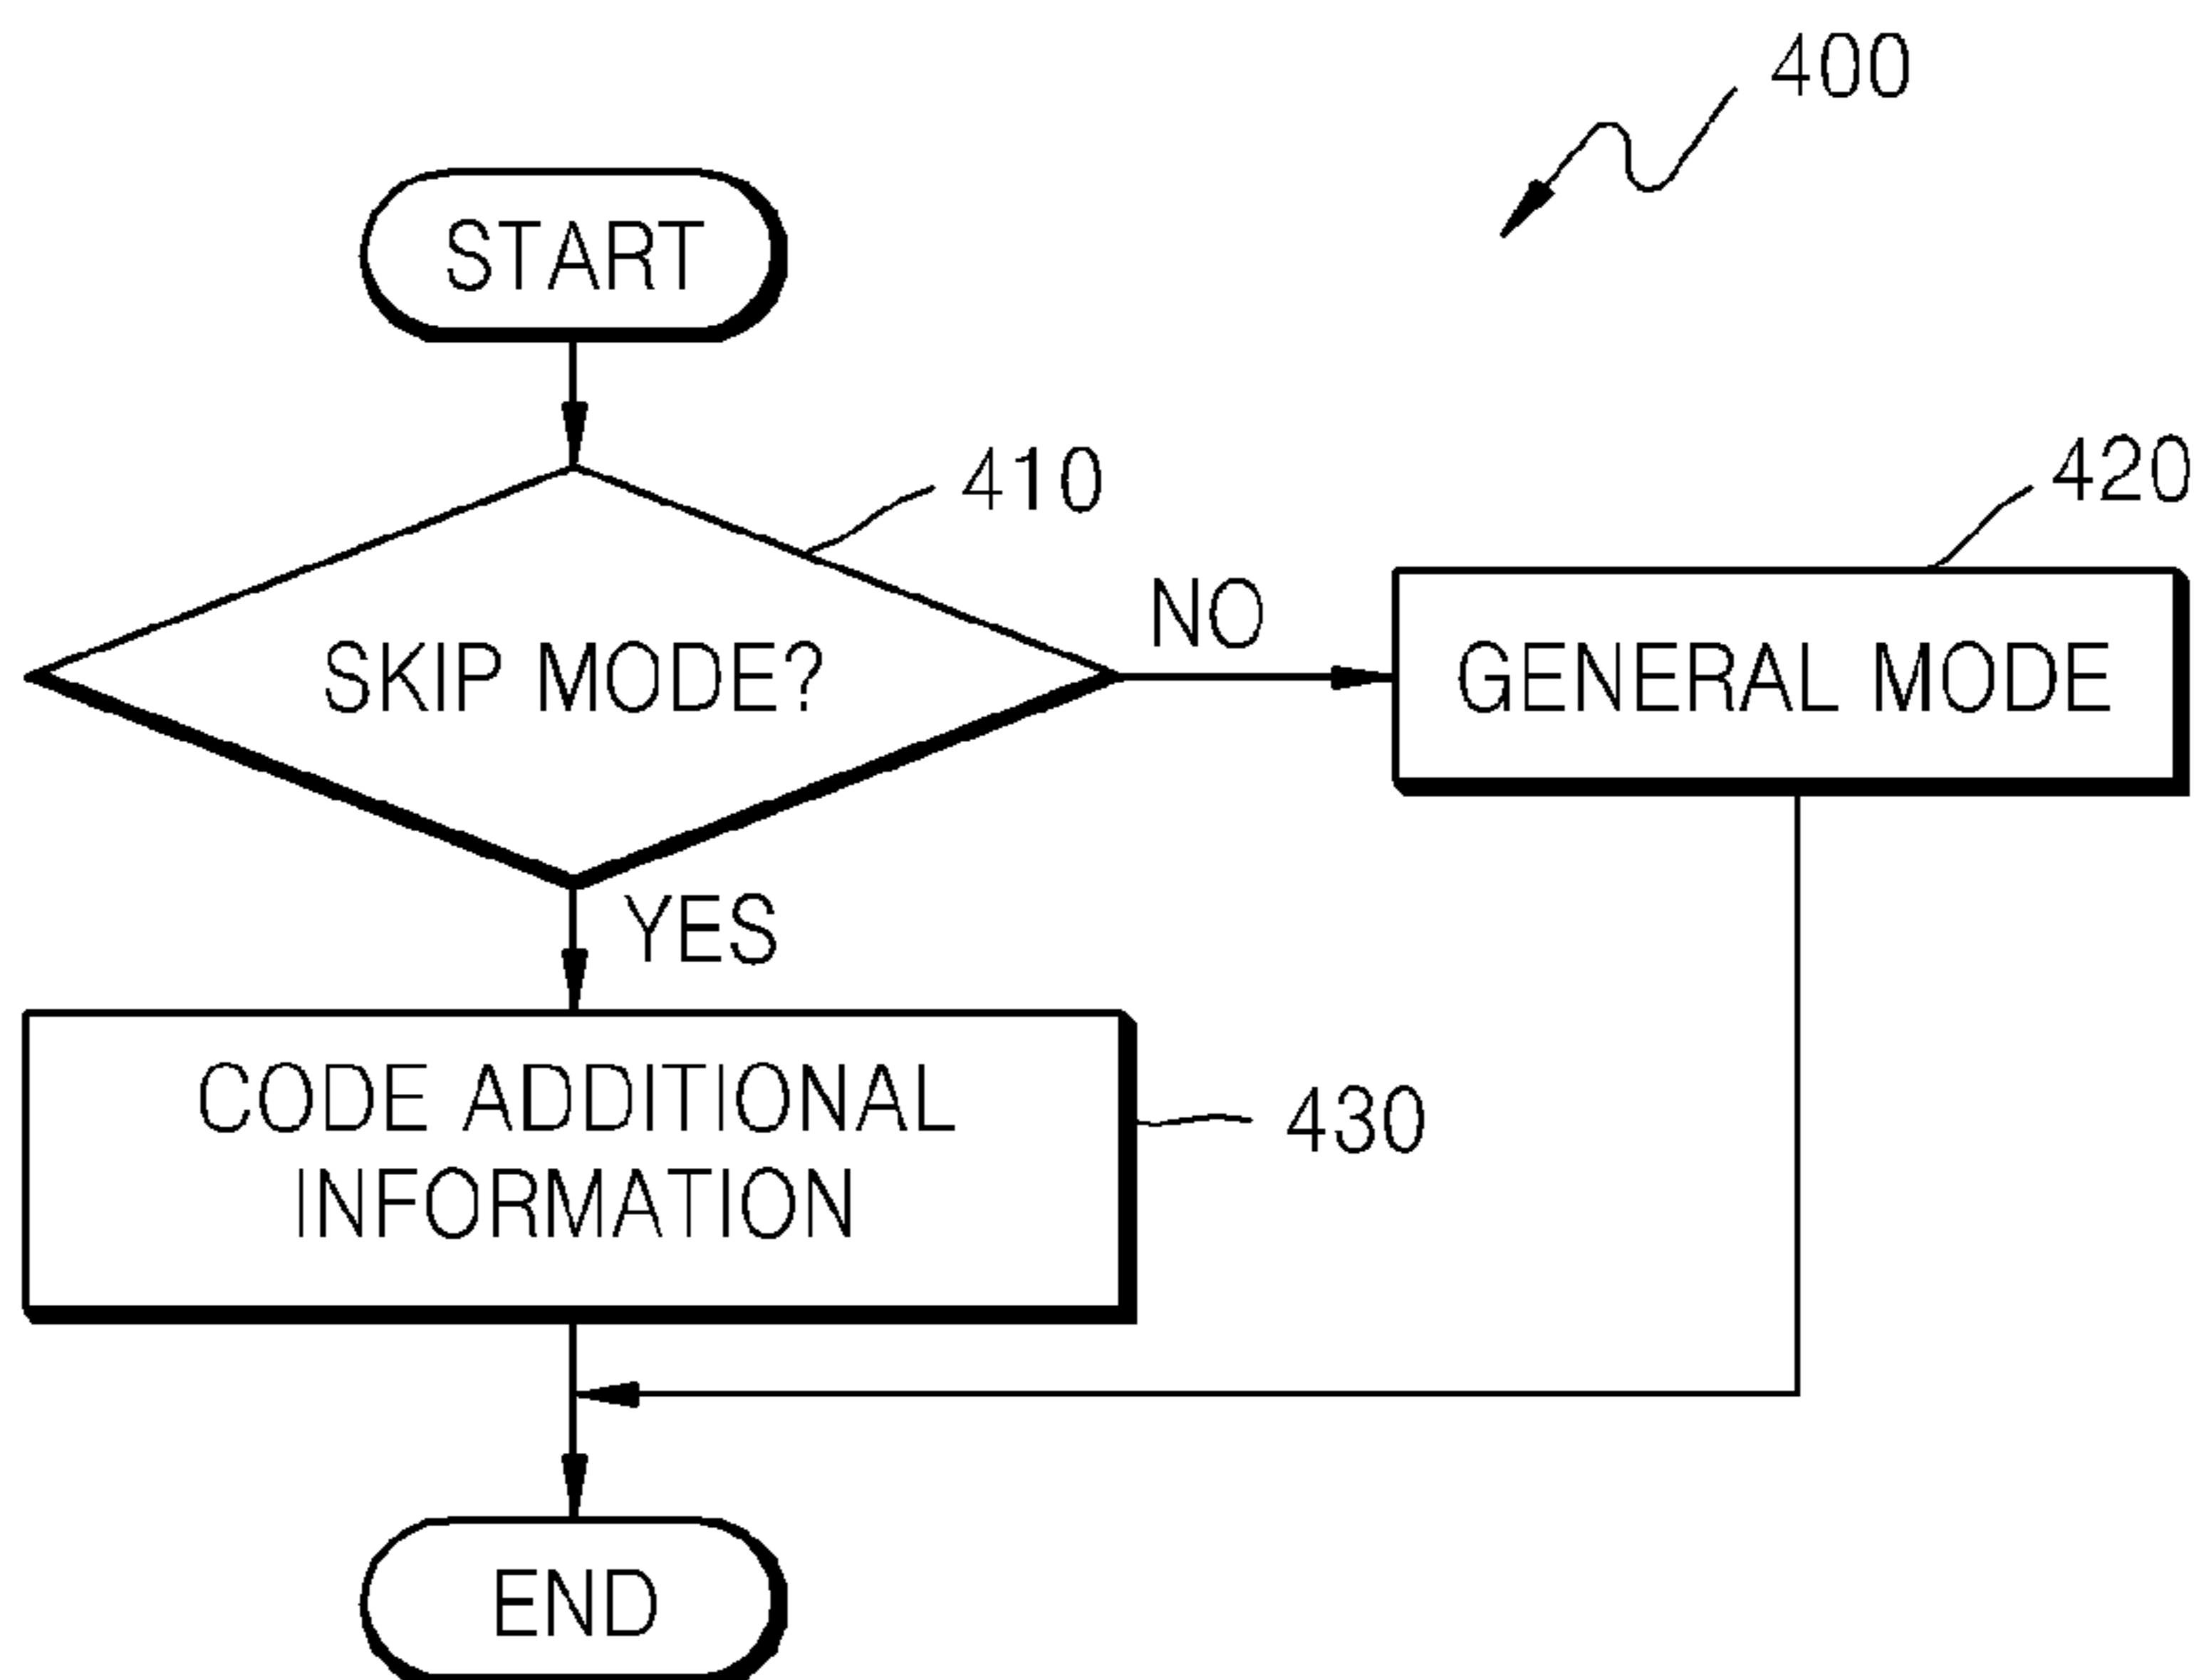 400
START
410
420
SKIP MODE?
NO
GENERAL MODE
YES
CODE ADDITIONAL
INFORMATION
430
END